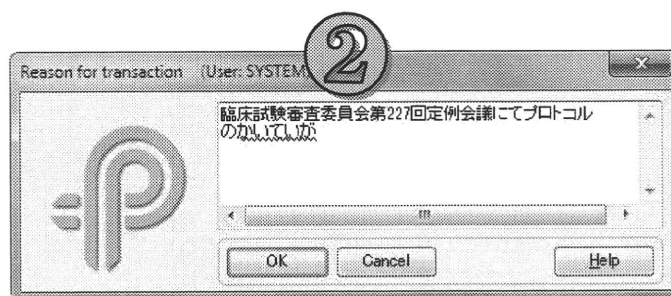 ②
Reason for transaction (User: SYSTEM
臨床試験審査委員会第227回定例会議にてプロトコル
のかいていが
OK
Cancel
Help